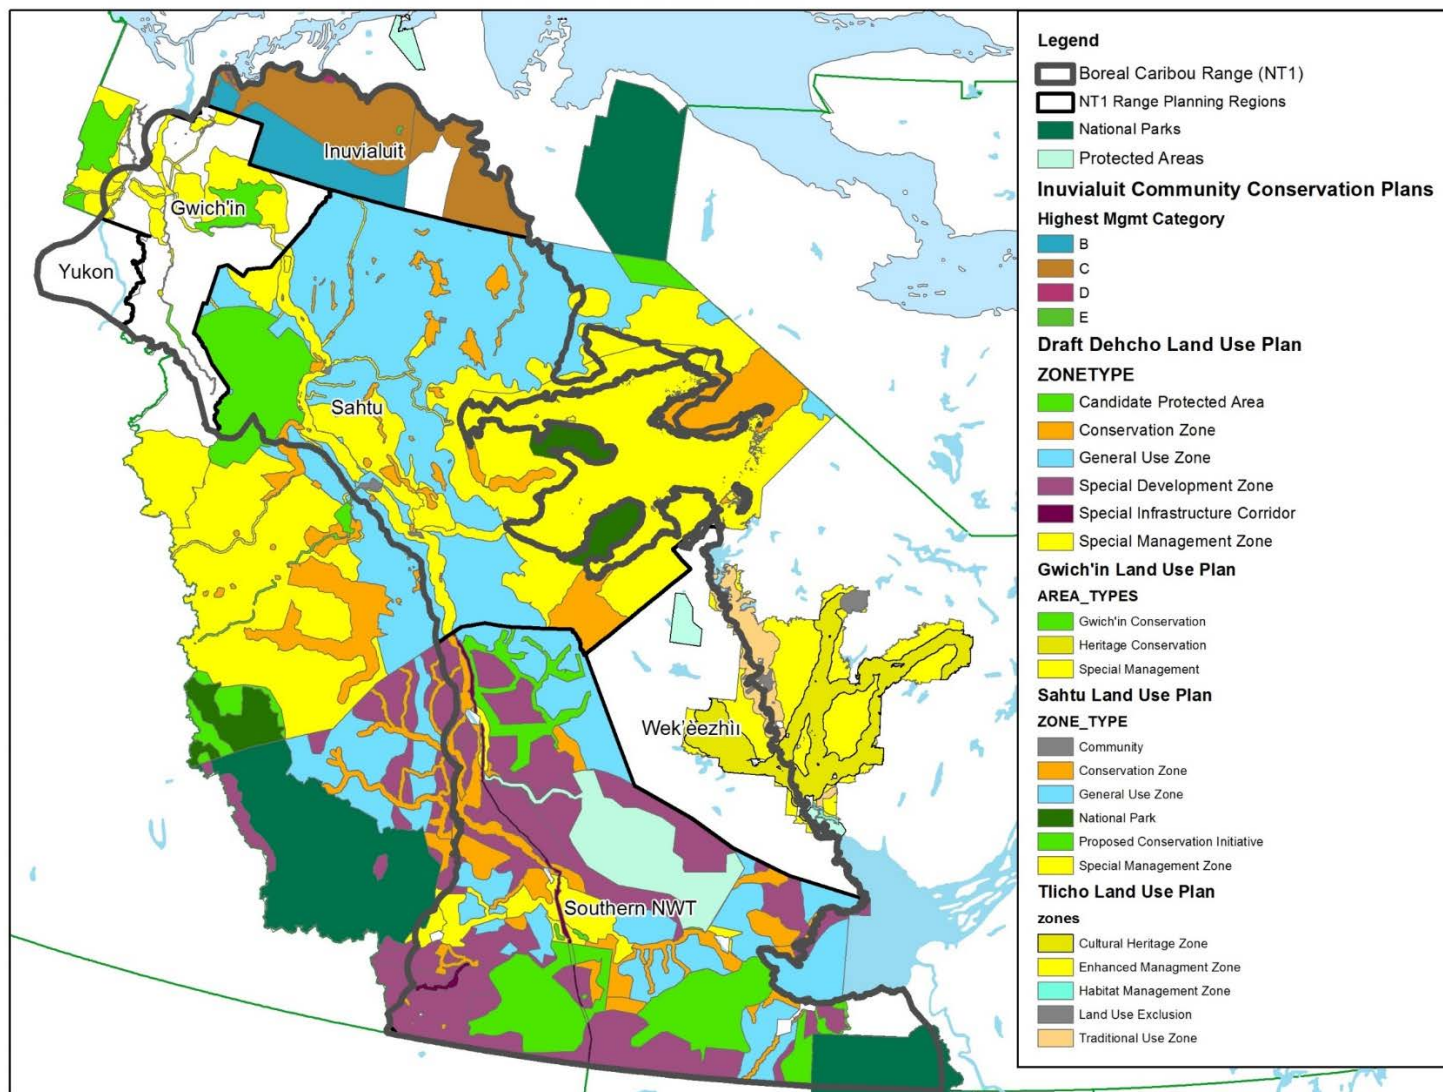 Inuvialuit
Gwich'in
Yukon
Sahtu
Wek'èezhìı
Southern NWT
Legend
Boreal Caribou Range (NT1)
NT1 Range Planning Regions
National Parks
Protected Areas
Inuvialuit Community Conservation Plans
Highest Mgmt Category
B
C
D
E
Draft Dehcho Land Use Plan
ZONETYPE
Candidate Protected Area
Conservation Zone
General Use Zone
Special Development Zone
Special Infrastructure Corridor
Special Management Zone
Gwich'in Land Use Plan
AREA_TYPES
Gwich'in Conservation
Heritage Conservation
Special Management
Sahtu Land Use Plan
ZONE_TYPE
Community
Conservation Zone
General Use Zone
National Park
Proposed Conservation Initiative
Special Management Zone
Tlicho Land Use Plan
zones
Cultural Heritage Zone
Enhanced Managment Zone
Habitat Management Zone
Land Use Exclusion
Traditional Use Zone